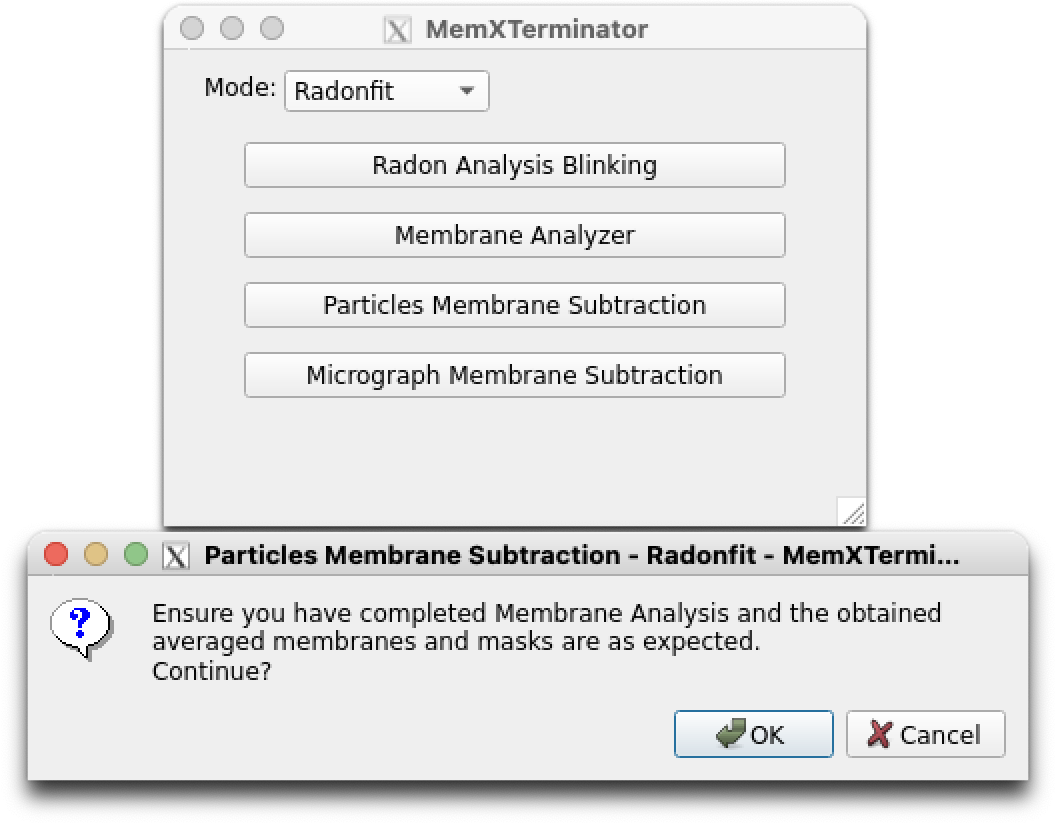 MemXTerminator
Mode: Radonfit
Radon Analysis Blinking
Membrane Analyzer
Particles Membrane Subtraction
Micrograph Membrane Subtraction
Particles Membrane Subtraction - Radonfit - MemXTermi...
Ensure you have completed Membrane Analysis and the obtained
averaged membranes and masks are as expected.
Continue?
OK Cancel